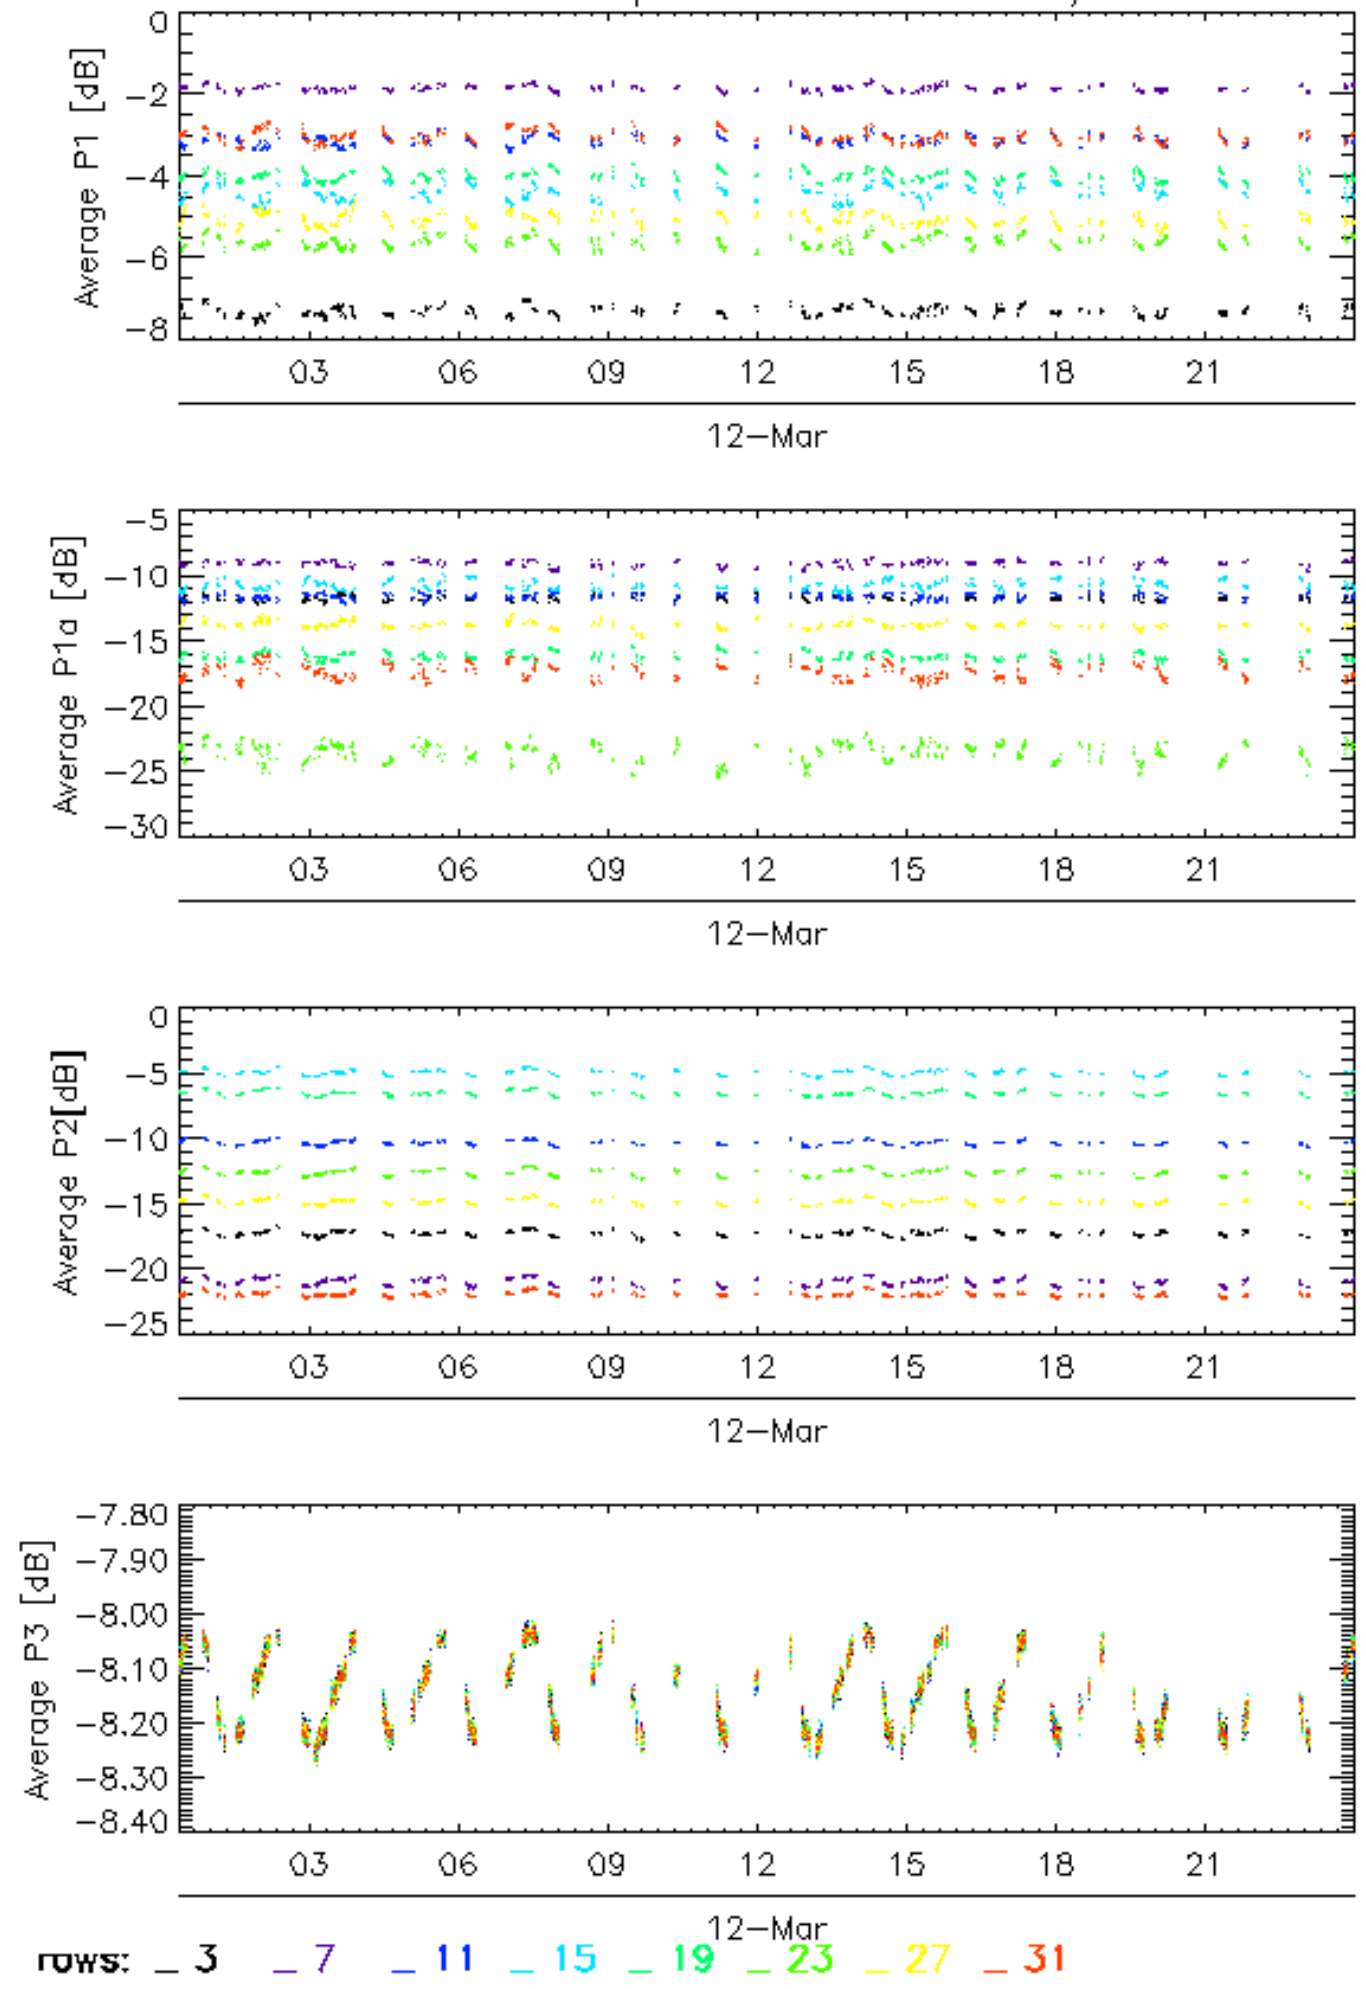 0
Average P1 [dB]
-2
-4
-6
-8
03 06 09 12 15 18 21
12-Mar
-5
Average P1a [dB]
-10
-15
-20
-25
-30
03 06 09 12 15 18 21
12-Mar
0
Average P2[dB]
-5
-10
-15
-20
-25
03 06 09 12 15 18 21
12-Mar
-7.80
Average P3 [dB]
-7.90
-8.00
-8.10
-8.20
-8.30
-8.40
03 06 09 12 15 18 21
12-Mar
rows: _ 3 _ 7 _ 11 _ 15 _ 19 _ 23 _ 27 _ 31